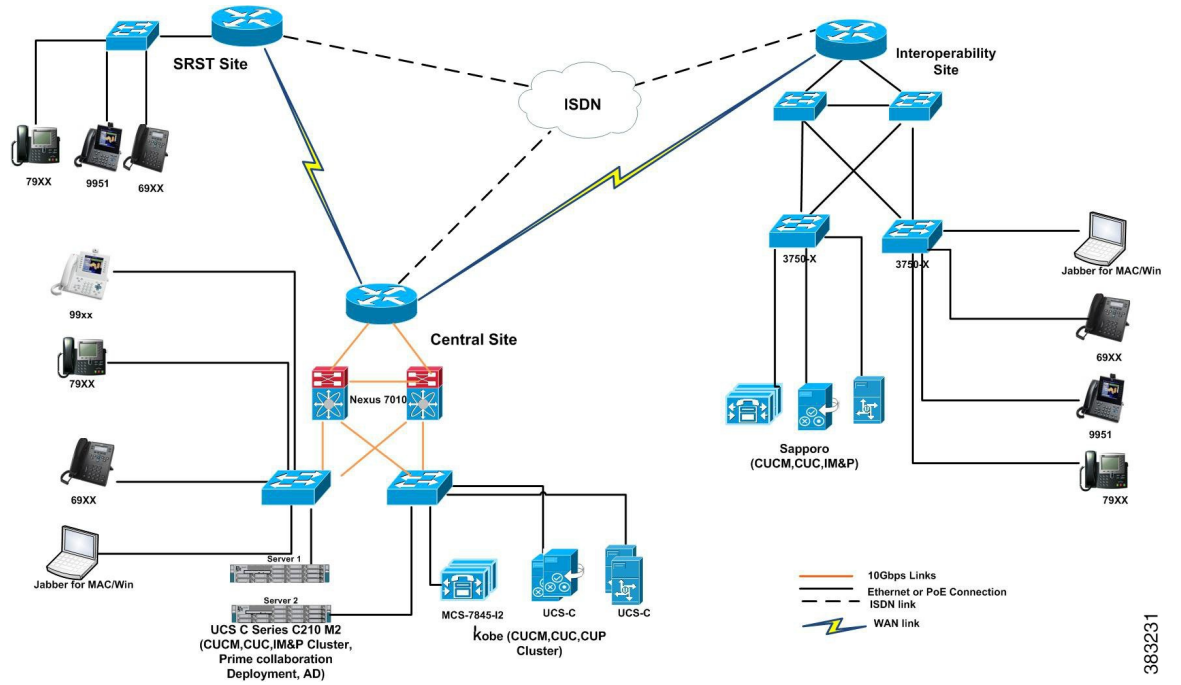 SRST Site
ISDN
Interoperability
Site
79XX
9951
69XX
3750-X
3750-X
Jabber for MAC/Win
99xx
Central Site
69XX
79XX
Nexus 7010
9951
Sapporo
(CUCM,CUC,IM&P)
69XX
79XX
Server 1
Jabber for MAC/Win
10Gbps Links
Ethernet or PoE Connection
ISDN link
WAN link
Server 2
MCS-7845-I2
UCS-C
UCS-C
UCS C Series C210 M2
(CUCM,CUC,IM&P Cluster,
Prime collaboration
Deployment, AD)
Kobe (CUCM,CUC,CUP
Cluster)
383231